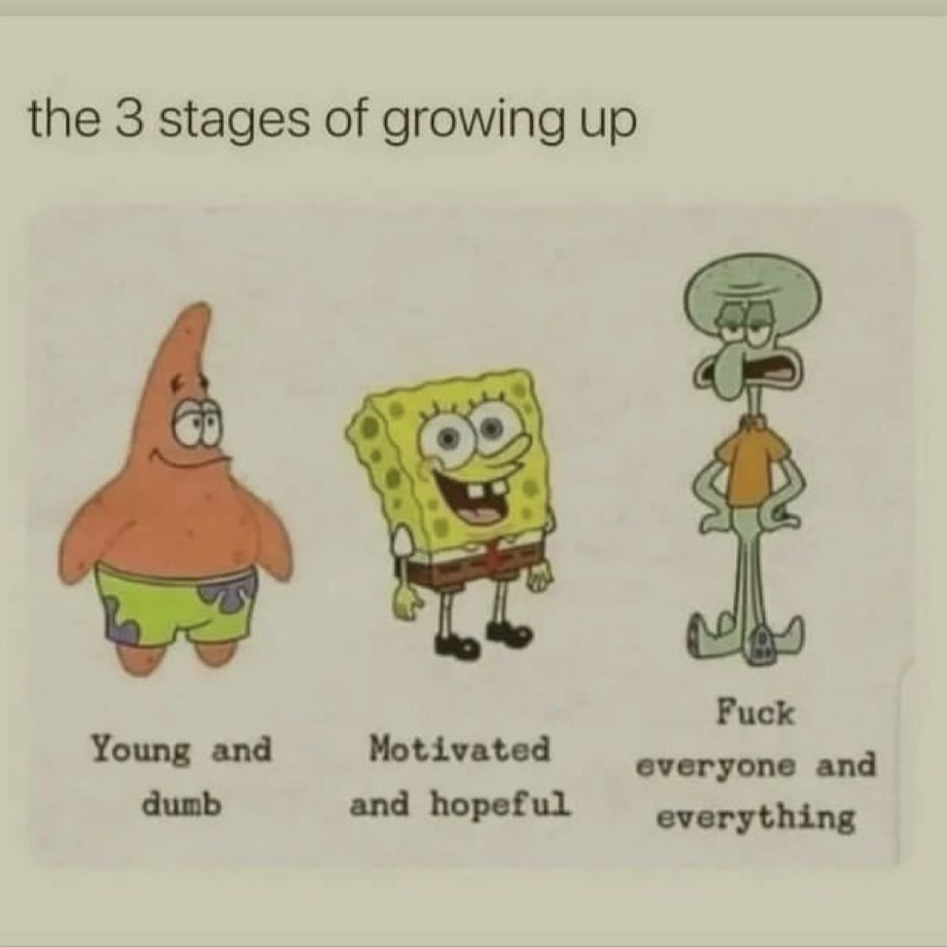 the 3 stages of growing up
Young and
dumb
Motivated
and hopeful
Fuck
everyone and
everything